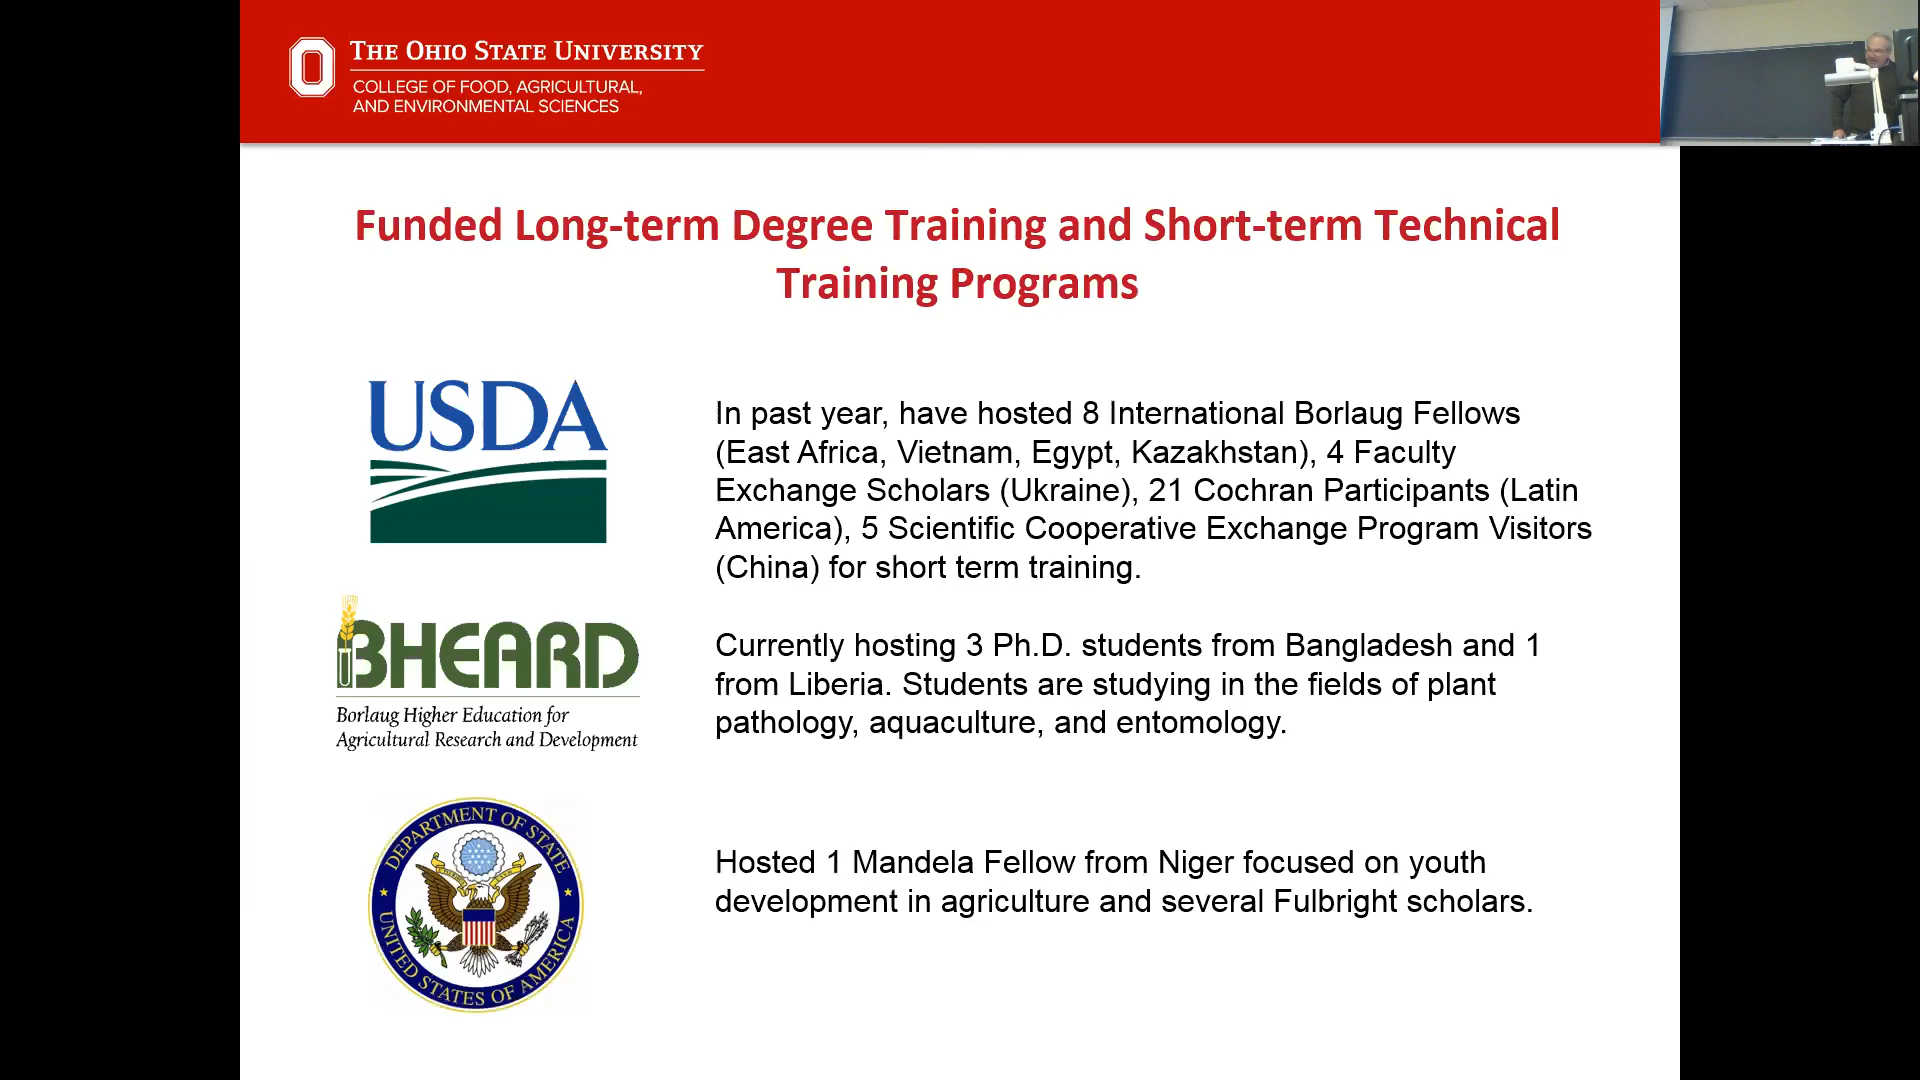 THE OHIO STATE UNIVERSITY
COLLEGE OF FOOD, AGRICULTURAL,
AND ENVIRONMENTAL SCIENCES
Funded Long-term Degree Training and Short-term Technical
Training Programs
USDA
In past year, have hosted 8 International Borlaug Fellows
(East Africa, Vietnam, Egypt, Kazakhstan), 4 Faculty
Exchange Scholars (Ukraine), 21 Cochran Participants (Latin
America), 5 Scientific Cooperative Exchange Program Visitors
(China) for short term training.
BHEARD
Borlaug Higher Education for
Agricultural Research and Development
Currently hosting 3 Ph.D. students from Bangladesh and 1
from Liberia. Students are studying in the fields of plant
pathology, aquaculture, and entomology.
DEPARTMENT OF STATE
UNITED STATES OF AMERICA
Hosted 1 Mandela Fellow from Niger focused on youth
development in agriculture and several Fulbright scholars.